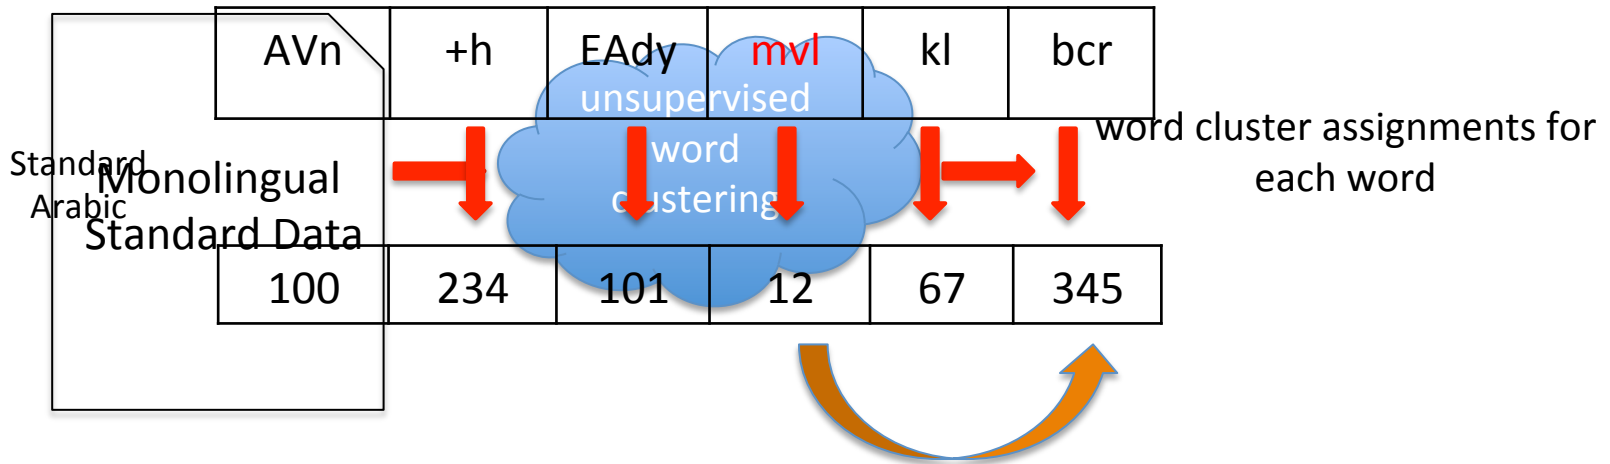 AVn +h EAdy mvl kl bcr
unsupervised
word
clustering
word cluster assignments for
each word
Standard
Arabic
Monolingual
Standard Data
100 234 101 12 67 345